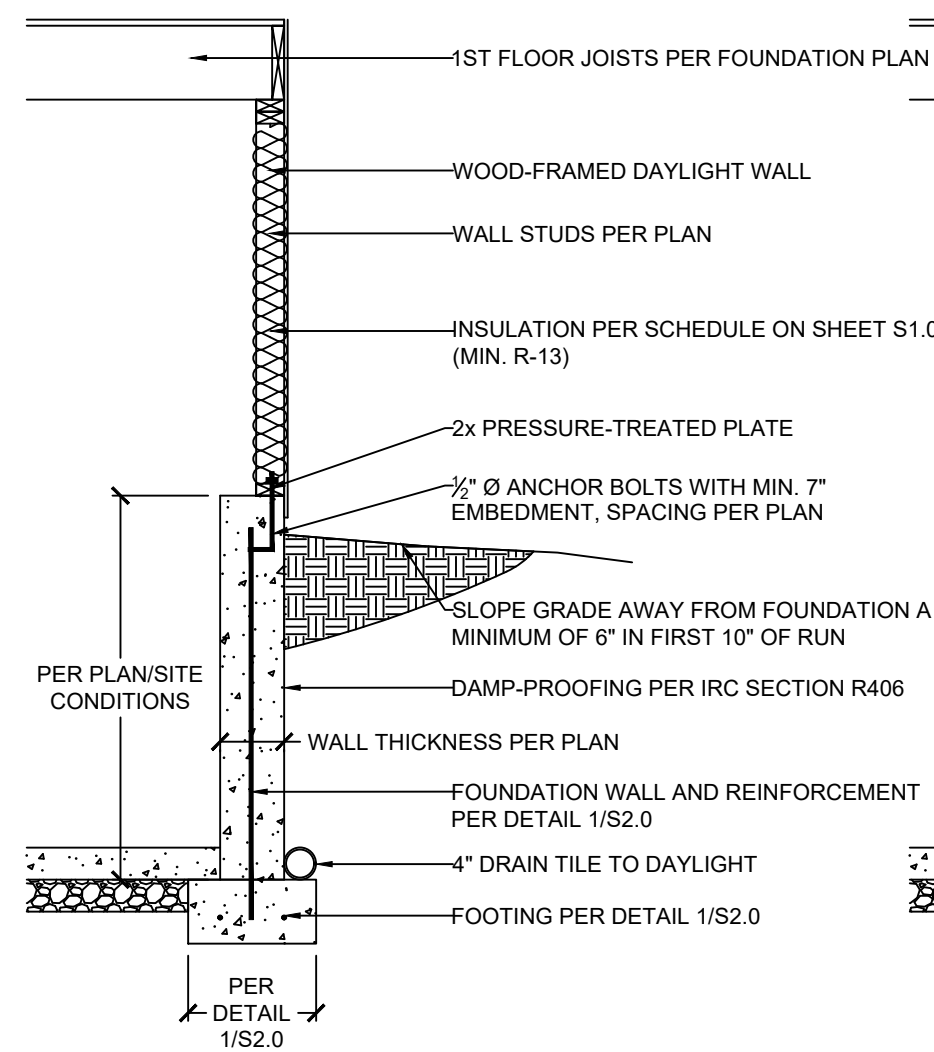 1ST FLOOR JOISTS PER FOUNDATION PLAN
WOOD-FRAMED DAYLIGHT WALL
WALL STUDS PER PLAN
INSULATION PER SCHEDULE ON SHEET S1.0
(MIN. R-13)
2x PRESSURE-TREATED PLATE
½" Ø ANCHOR BOLTS WITH MIN. 7"
EMBEDMENT, SPACING PER PLAN
SLOPE GRADE AWAY FROM FOUNDATION A
MINIMUM OF 6" IN FIRST 10" OF RUN
PER PLAN/SITE
CONDITIONS
DAMP-PROOFING PER IRC SECTION R406
WALL THICKNESS PER PLAN
FOUNDATION WALL AND REINFORCEMENT
PER DETAIL 1/S2.0
4" DRAIN TILE TO DAYLIGHT
FOOTING PER DETAIL 1/S2.0
PER
DETAIL
1/S2.0